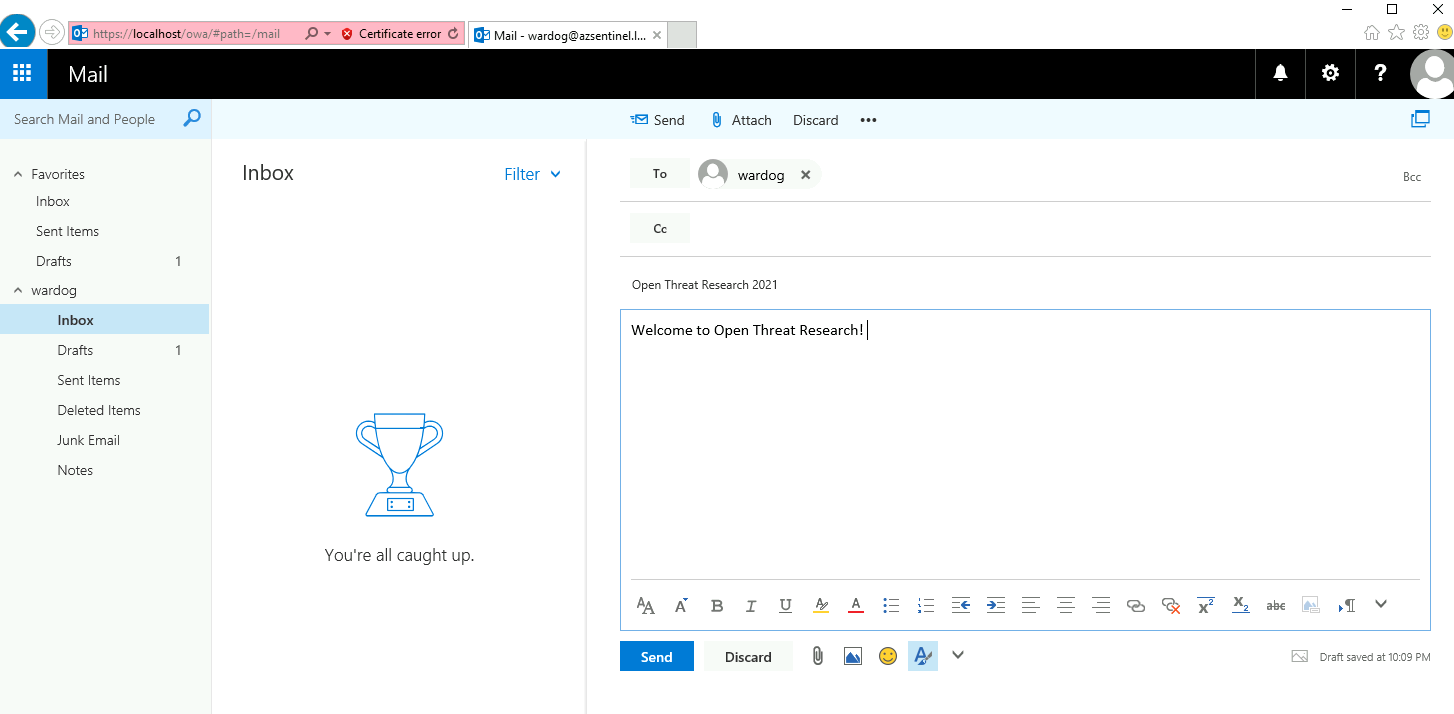 https://localhost/owa/#path=/mail
Certificate error
Mail - wardog@azsentinel.l...
Mail
Search Mail and People
Send
Attach
Discard
•••
Favorites
Inbox
Sent Items
Drafts 1
wardog
Inbox
Drafts 1
Sent Items
Deleted Items
Junk Email
Notes
Inbox
Filter
You're all caught up.
To
wardog
Bcc
Cc
Open Threat Research 2021
Welcome to Open Threat Research!
Send
Discard
Draft saved at 10:09 PM